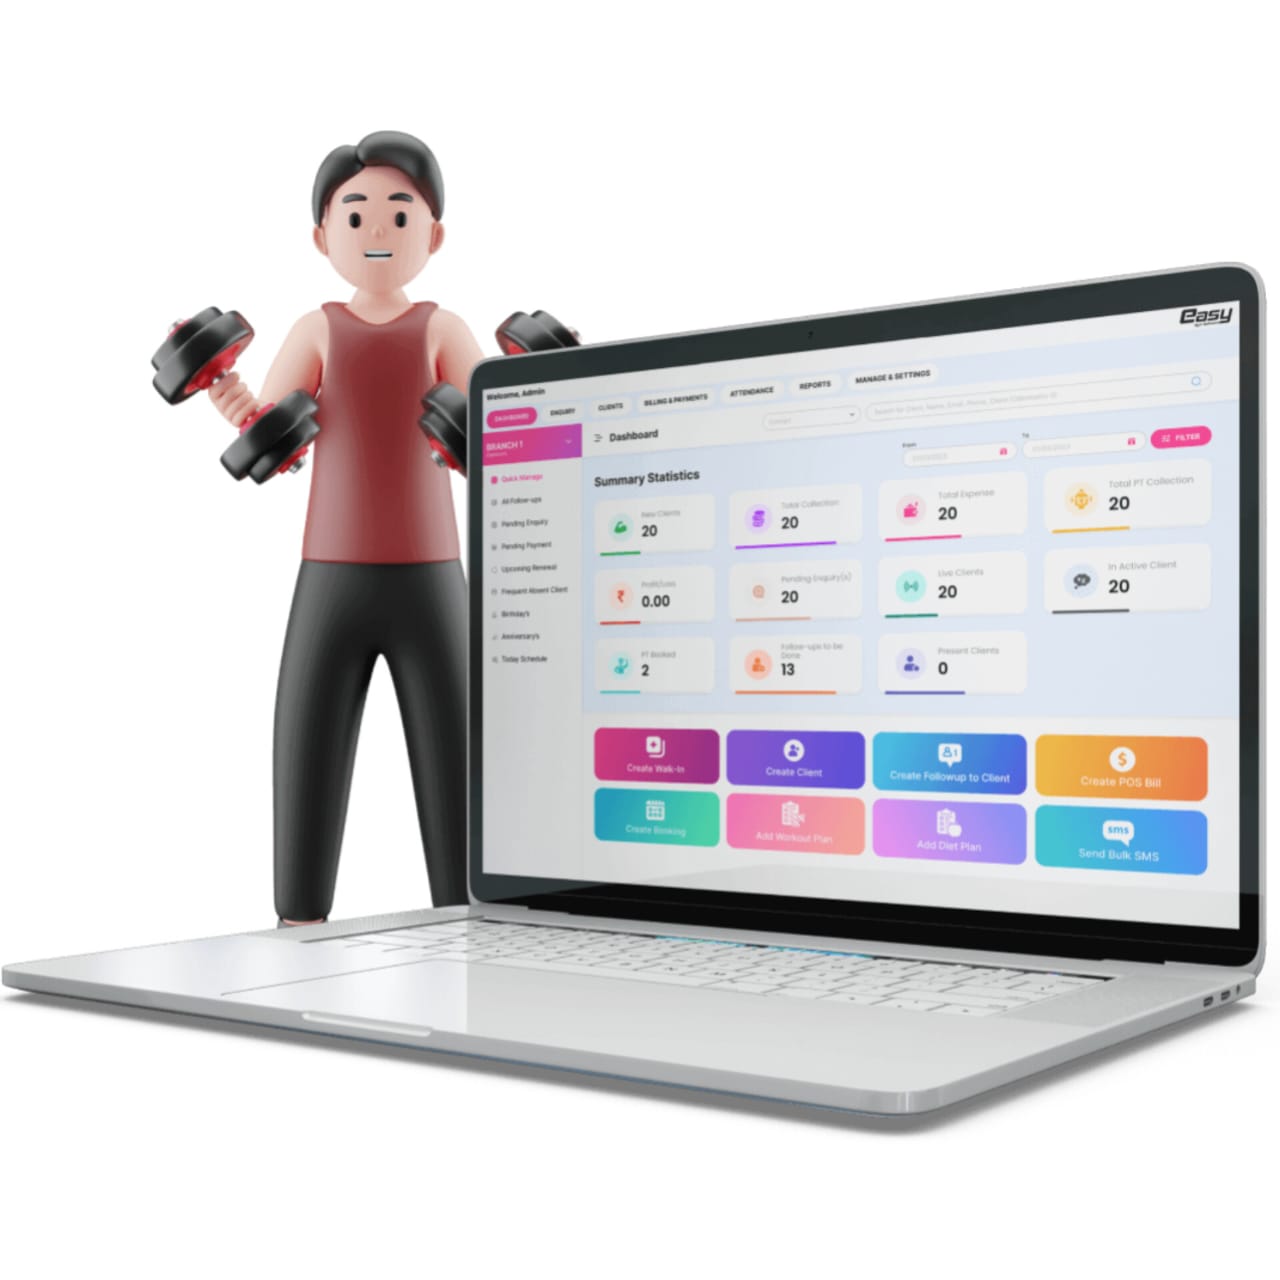 easy
Welcome, Admin
DASHBOARD
ENQUIRY
CLIENTS
BILLING & PAYMENTS
ATTENDANCE
REPORTS
MANAGE & SETTINGS
BRANCH 1
Dashboard
From
To
FILTER
Quick Manage
All Follow-ups
Pending Enquiry
Pending Payment
Upcoming Renewal
Frequent Absent Client
Birthday's
Anniversary's
Today Schedule
Summary Statistics
New Clients
20
Total Collection
20
Total Expense
20
Total PT Collection
20
Profit/Loss
0.00
Pending Enquiry(s)
20
Live Clients
20
In Active Client
20
PT Booked
2
Follow-ups to be
Done
13
Present Clients
0
Create Walk-In
Create Client
Create Followup to Client
Create POS Bill
Create Booking
Add Workout Plan
Add Diet Plan
sms
Send Bulk SMS